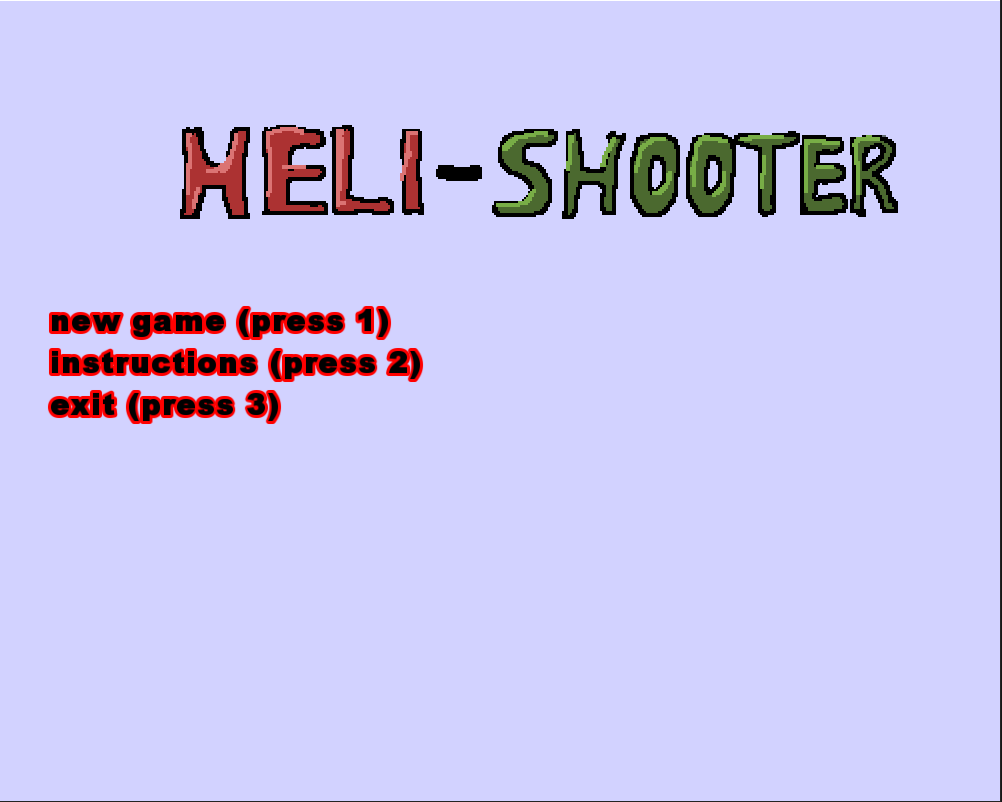 HELI-SHOOTER
new game (press 1)
instructions (press 2)
exit (press 3)